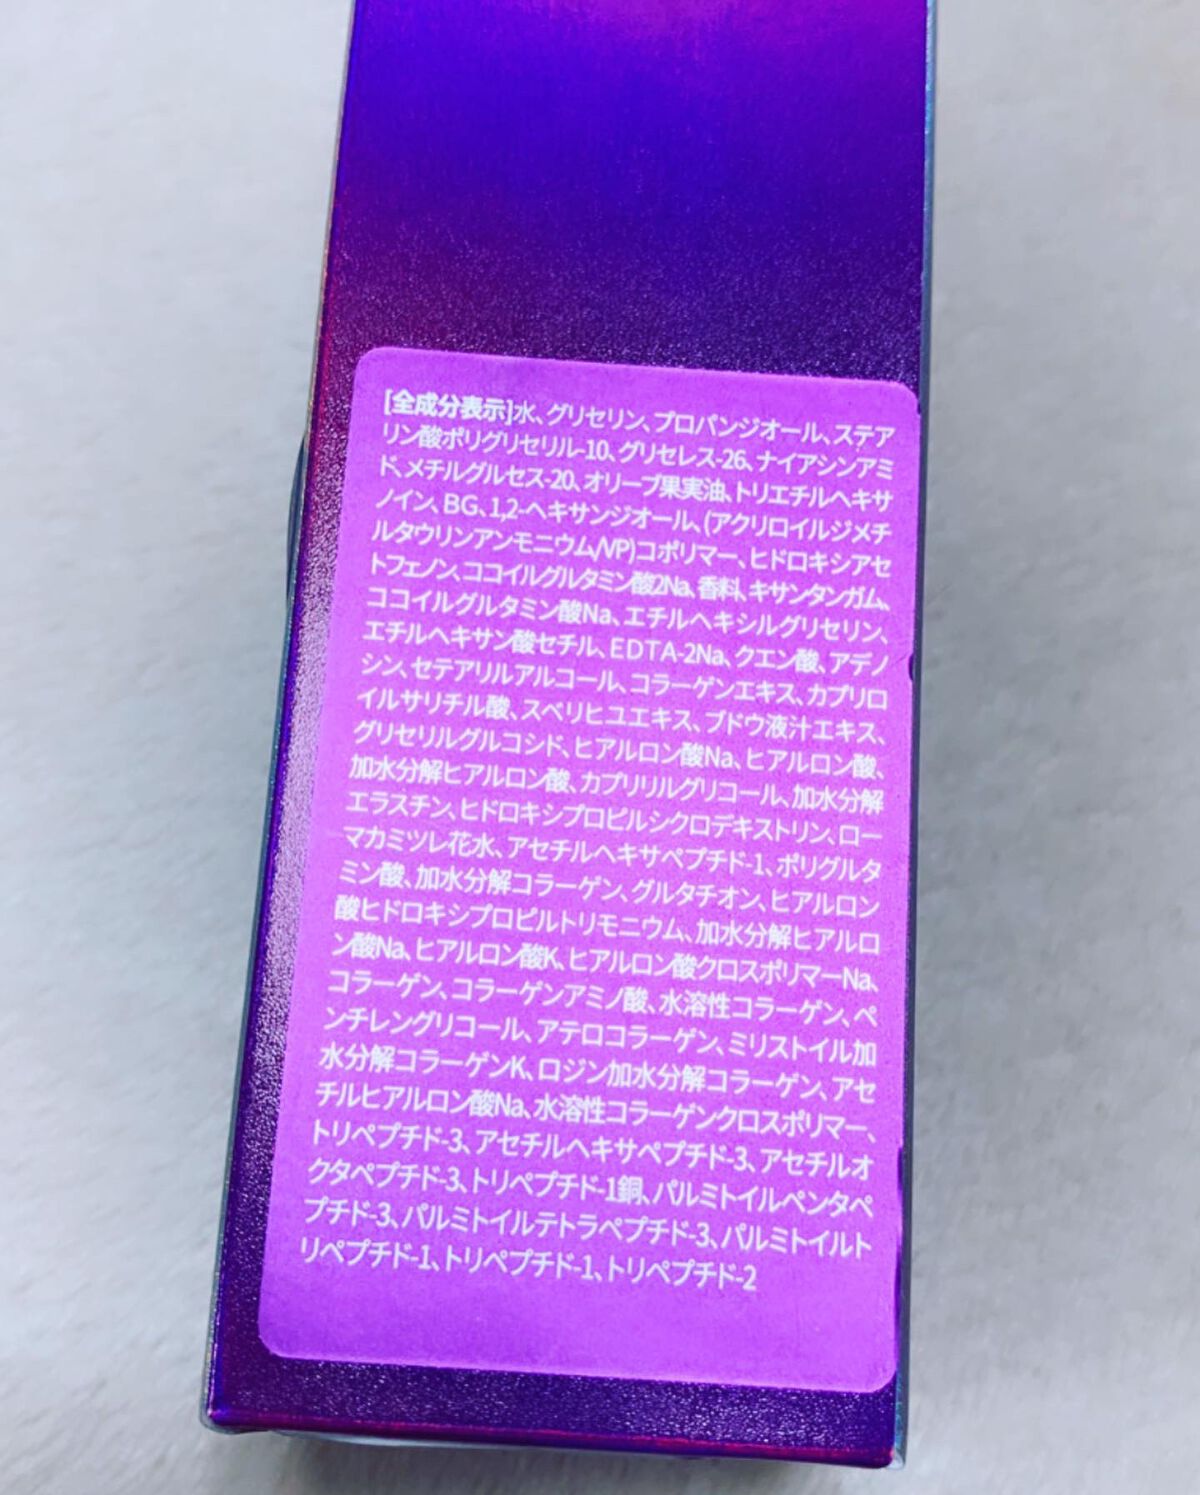 [全成分表示]水、グリセリン、プロパンジオール、ステア
リン酸ポリグリセリル-10、グリセレス-26、ナイアシンアミ
ド、メチルグルセス-20、オリーブ果実油、トリエチルヘキサ
ノイン、BG、1,2-ヘキサンジオール、(アクリロイルジメチ
ルタウリンアンモニウム/VP)コポリマー、ヒドロキシアセ
トフェノン、ココイルグルタミン酸2Na、香料、キサンタンガム、
ココイルグルタミン酸Na、エチルヘキシルグリセリン、
エチルヘキサン酸セチル、EDTA-2Na、クエン酸、アデノ
シン、セテアリルアルコール、コラーゲンエキス、カプリロ
イルサリチル酸、スベリヒユエキス、ブドウ液汁エキス、
グリセリルグルコシド、ヒアルロン酸Na、ヒアルロン酸、
加水分解ヒアルロン酸、カプリリルグリコール、加水分解
エラスチン、ヒドロキシプロピルシクロデキストリン、ロー
マカミツレ花水、アセチルヘキサペプチド-1、ポリグルタ
ミン酸、加水分解コラーゲン、グルタチオン、ヒアルロン
酸ヒドロキシプロピルトリモニウム、加水分解ヒアルロ
ン酸Na、ヒアルロン酸K、ヒアルロン酸クロスポリマーNa、
コラーゲン、コラーゲンアミノ酸、水溶性コラーゲン、ペ
ンチレングリコール、アテロコラーゲン、ミリストイル加
水分解コラーゲンK、ロジン加水分解コラーゲン、アセ
チルヒアルロン酸Na、水溶性コラーゲンクロスポリマー、
トリペプチド-3、アセチルヘキサペプチド-3、アセチルオ
クタペプチド-3、トリペプチド-1銅、パルミトイルペンタペ
プチド-3、パルミトイルテトラペプチド-3、パルミトイルト
リペプチド-1、トリペプチド-1、トリペプチド-2